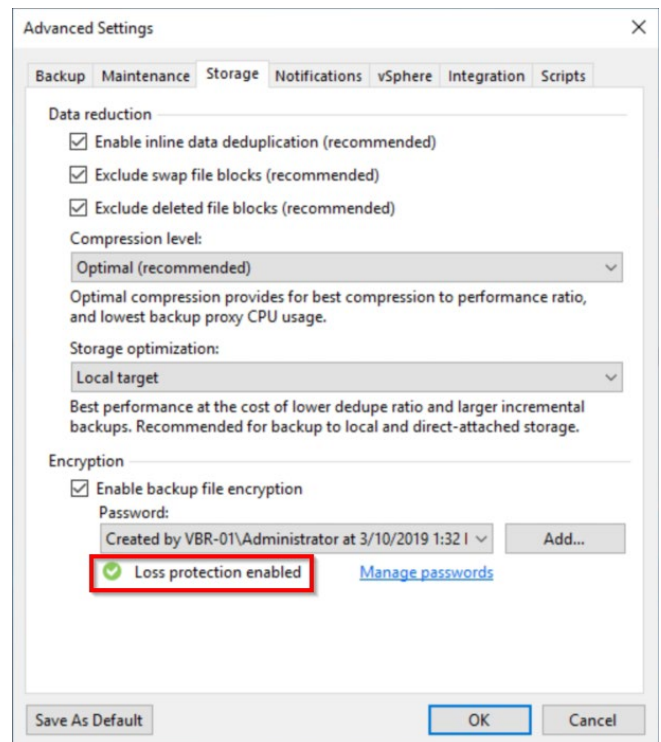 Advanced Settings
Backup Maintenance Storage Notifications vSphere Integration Scripts
Data reduction
Enable inline data deduplication (recommended)
Exclude swap file blocks (recommended)
Exclude deleted file blocks (recommended)
Compression level:
Optimal (recommended)
Optimal compression provides for best compression to performance ratio,
and lowest backup proxy CPU usage.
Storage optimization:
Local target
Best performance at the cost of lower dedupe ratio and larger incremental
backups. Recommended for backup to local and direct-attached storage.
Encryption
Enable backup file encryption
Password:
Created by VBR-01\Administrator at 3/10/2019 1:32 Add...
Loss protection enabled Manage passwords
Save As Default OK Cancel